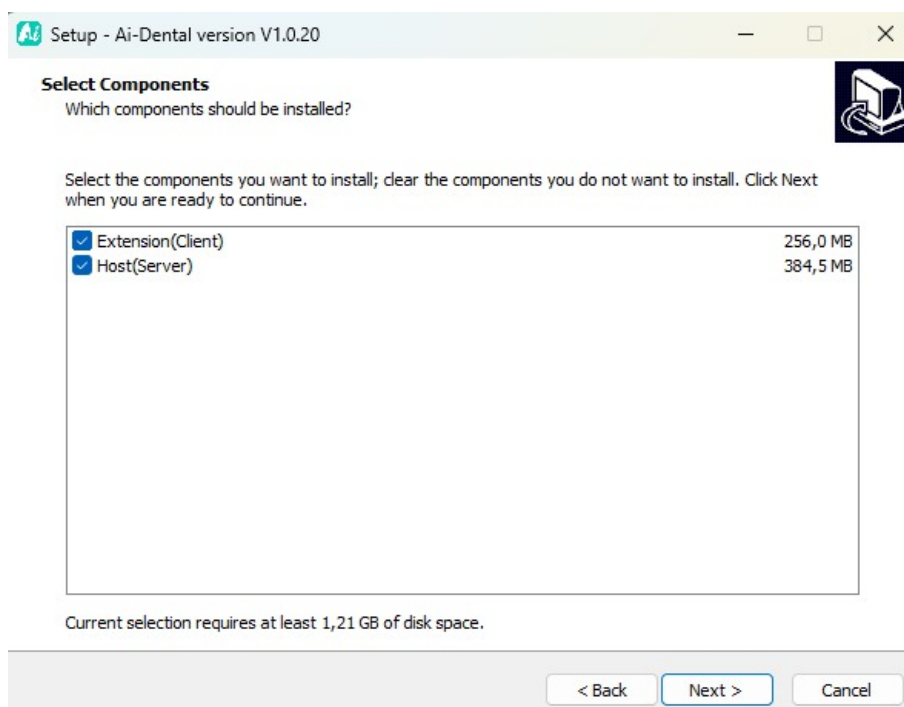 Ai Setup - Ai-Dental version V1.0.20
Select Components
Which components should be installed?
Select the components you want to install; clear the components you do not want to install. Click Next
when you are ready to continue.
Extension(Client) 256,0 MB
Host(Server) 384,5 MB
Current selection requires at least 1,21 GB of disk space.
< Back Next > Cancel